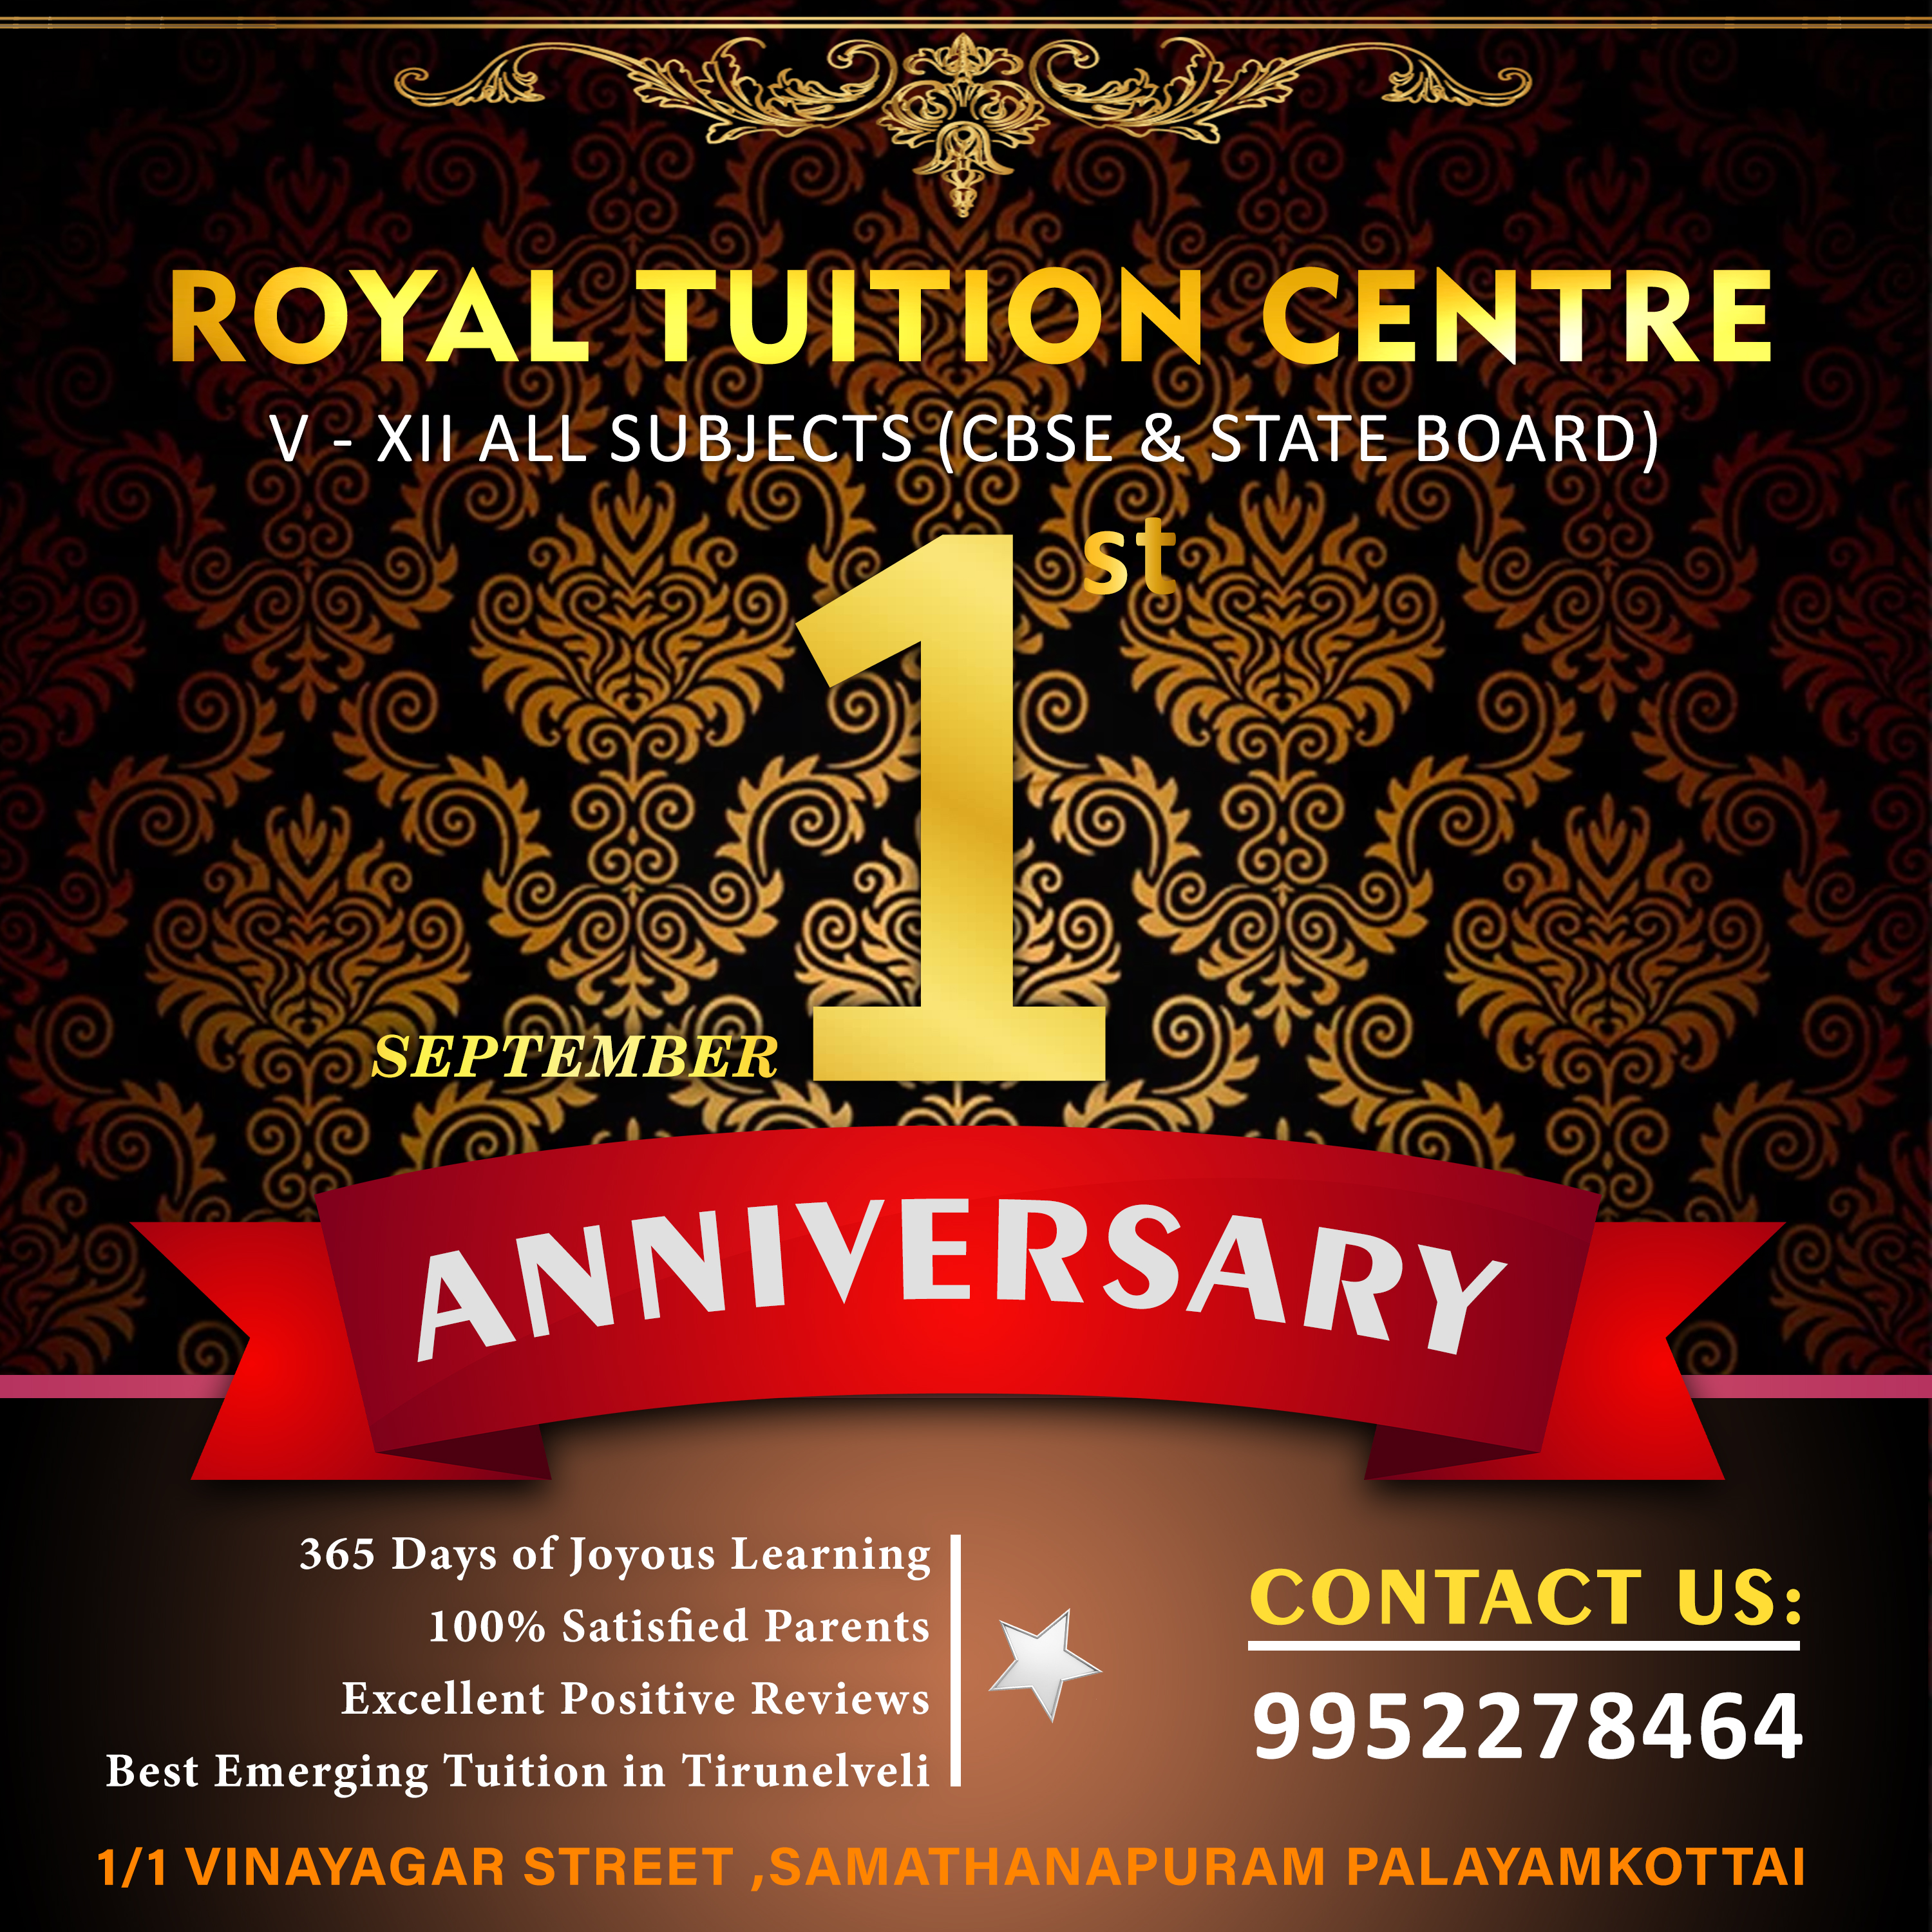 ROYAL TUITION CENTRE
V - XII ALL SUBJECTS (CBSE & STATE BOARD)
1st
SEPTEMBER
ANNIVERSARY
365 Days of Joyous Learning
100% Satisfied Parents
Excellent Positive Reviews
Best Emerging Tuition in Tirunelveli
CONTACT US:
9952278464
1/1 VINAYAGAR STREET ,SAMATHANAPURAM PALAYAMKOTTAI